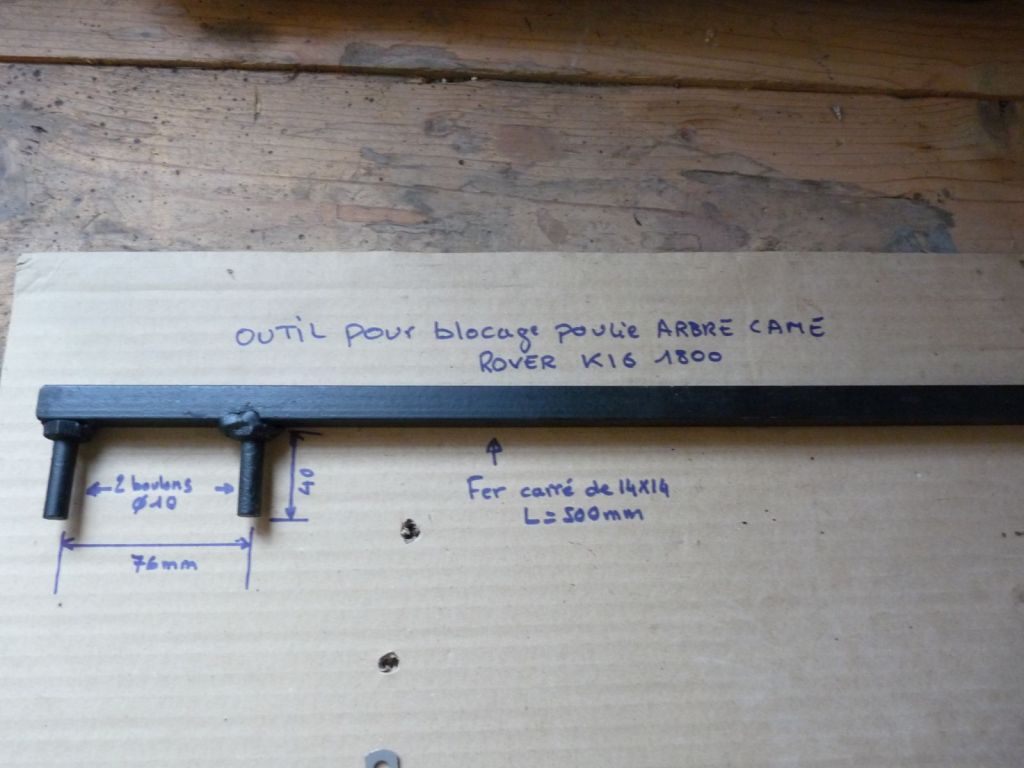 OUTIL pour blocage poulie ARBRE CAME
ROVER K16 1800
2 boulons
Ø10
40
76mm
Fer carré de 14X14
L=500mm